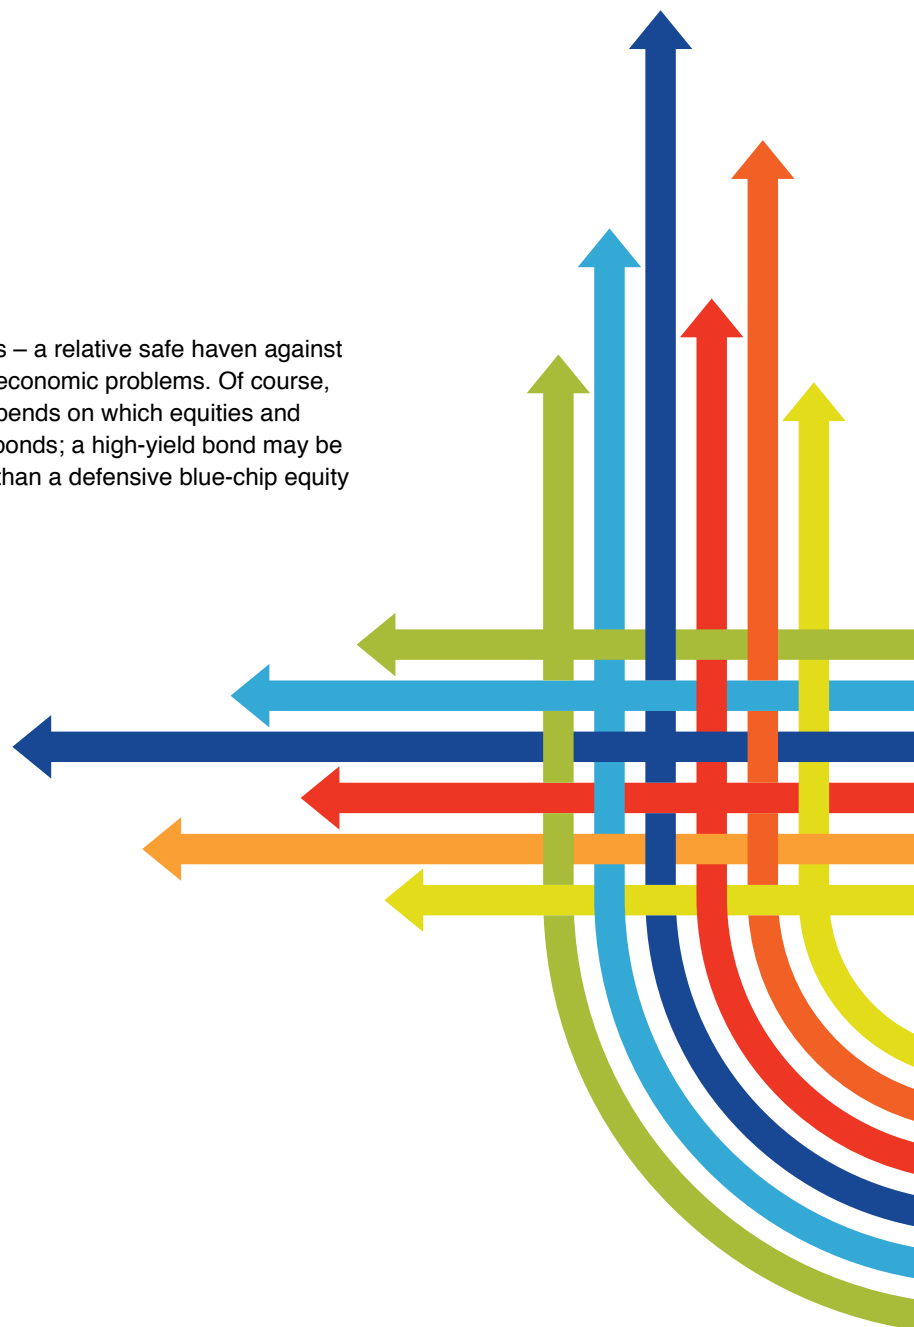 s – a relative safe haven against
economic problems. Of course,
pends on which equities and
bonds; a high-yield bond may be
than a defensive blue-chip equity